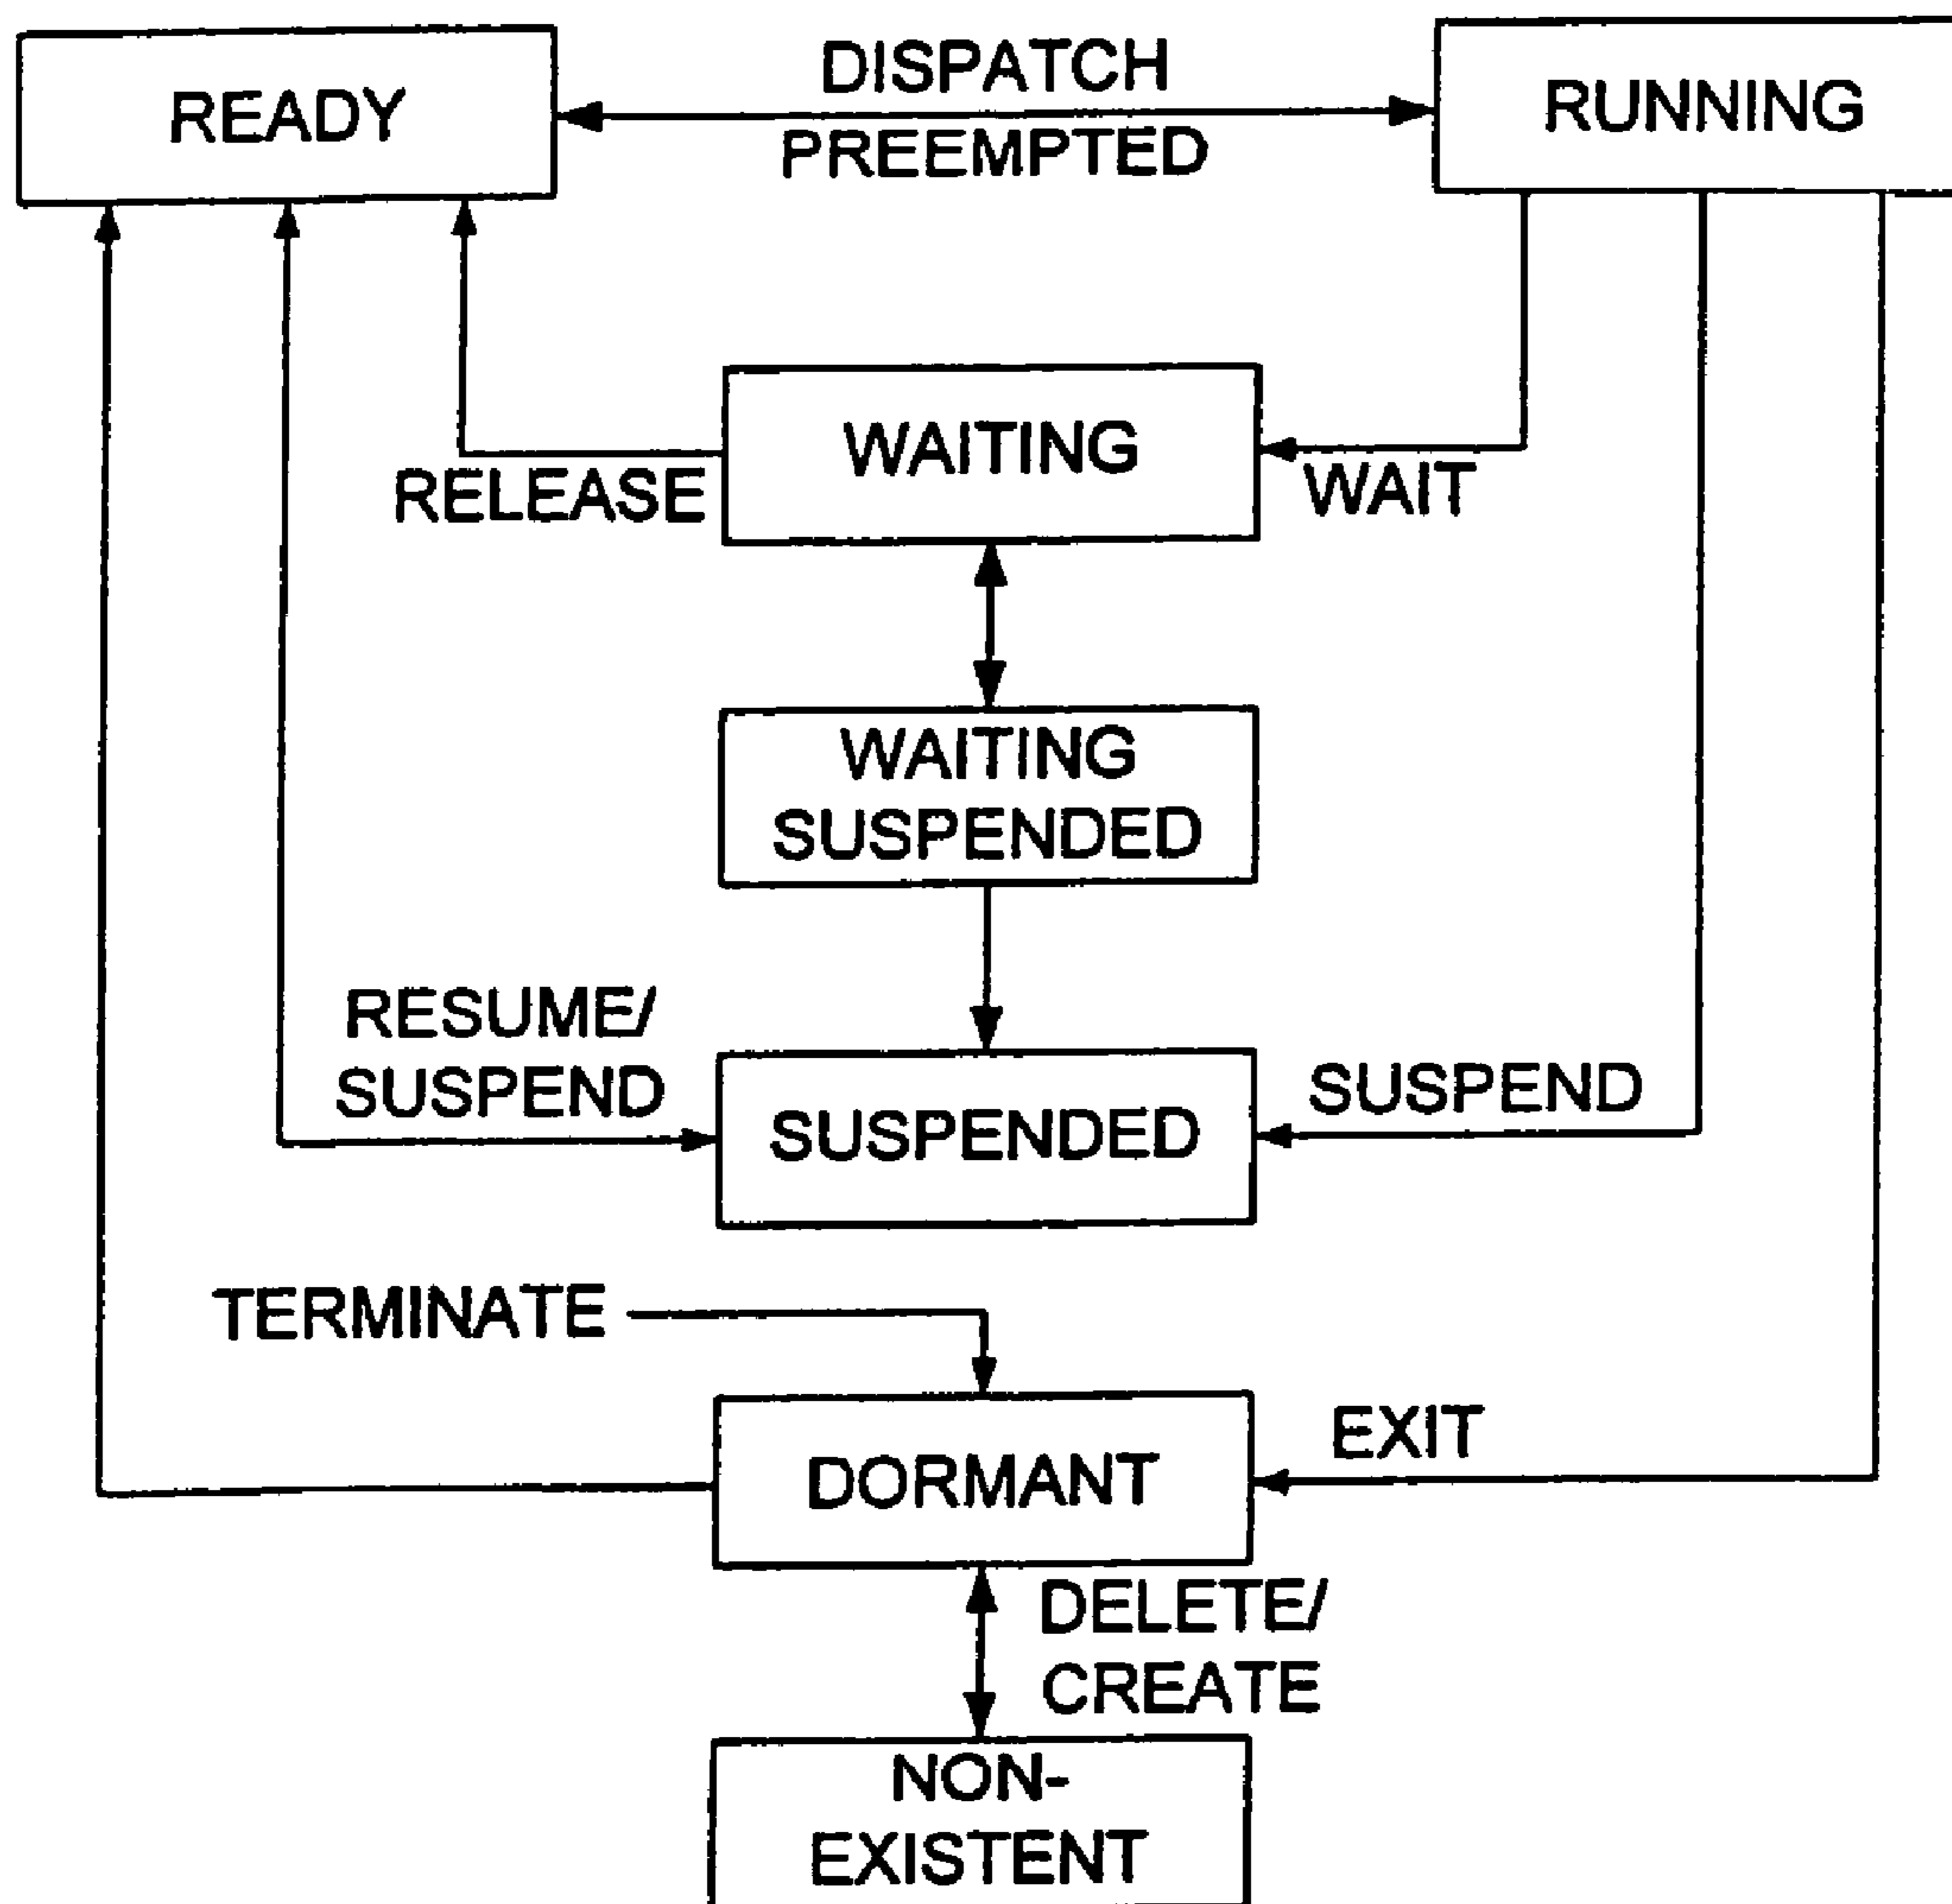 READY
DISPATCH
PREEMPTED
RUNNING
WAITING
RELEASE
WAIT
WAITING
SUSPENDED
RESUME/
SUSPEND
SUSPENDED
SUSPEND
TERMINATE
DORMANT
EXIT
DELETE/
CREATE
NON-
EXISTENT